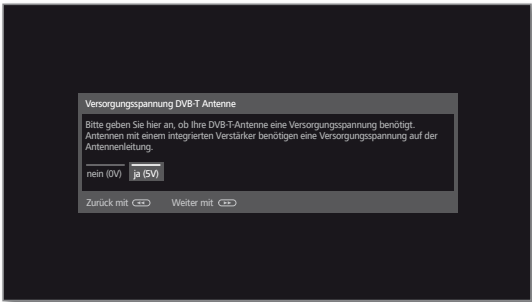 Versorgungsspannung DVB-T Antenne
Bitte geben Sie hier an, ob Ihre DVB-T-Antenne eine Versorgungsspannung benötigt.
Antennen mit einem integrierten Verstärker benötigen eine Versorgungsspannung auf der
Antennenleitung.
nein (0V) ja (5V)
Zurück mit ◄◄ Weiter mit ►►